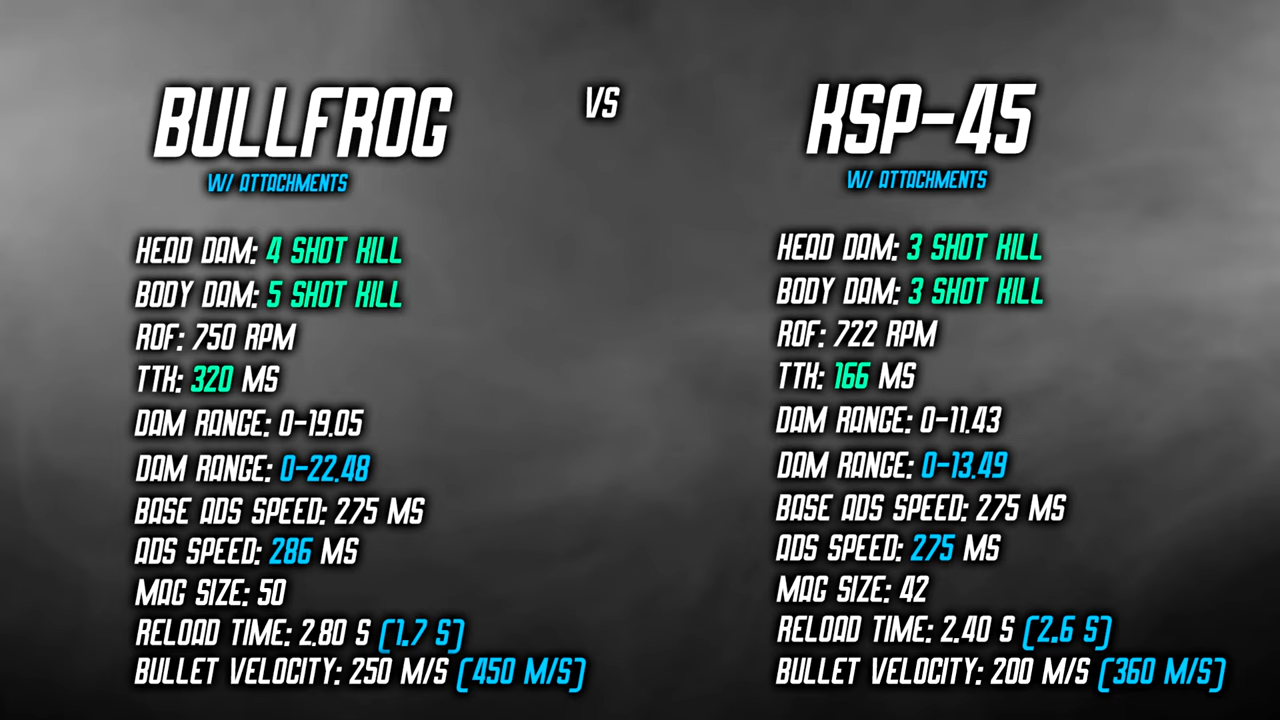 BULLFROG
VS
KSP-45
W/ ATTACHMENTS
W/ ATTACHMENTS
HEAD DAM: 4 SHOT KILL
BODY DAM: 5 SHOT KILL
ROF: 750 RPM
TTK: 320 MS
DAM RANGE: 0-19.05
DAM RANGE: 0-22.48
BASE ADS SPEED: 275 MS
ADS SPEED: 286 MS
MAG SIZE: 50
RELOAD TIME: 2.80 S (1.7 S)
BULLET VELOCITY: 250 M/S (450 M/S)
HEAD DAM: 3 SHOT KILL
BODY DAM: 3 SHOT KILL
ROF: 722 RPM
TTK: 166 MS
DAM RANGE: 0-11.43
DAM RANGE: 0-13.49
BASE ADS SPEED: 275 MS
ADS SPEED: 275 MS
MAG SIZE: 42
RELOAD TIME: 2.40 S (2.6 S)
BULLET VELOCITY: 200 M/S (360 M/S)